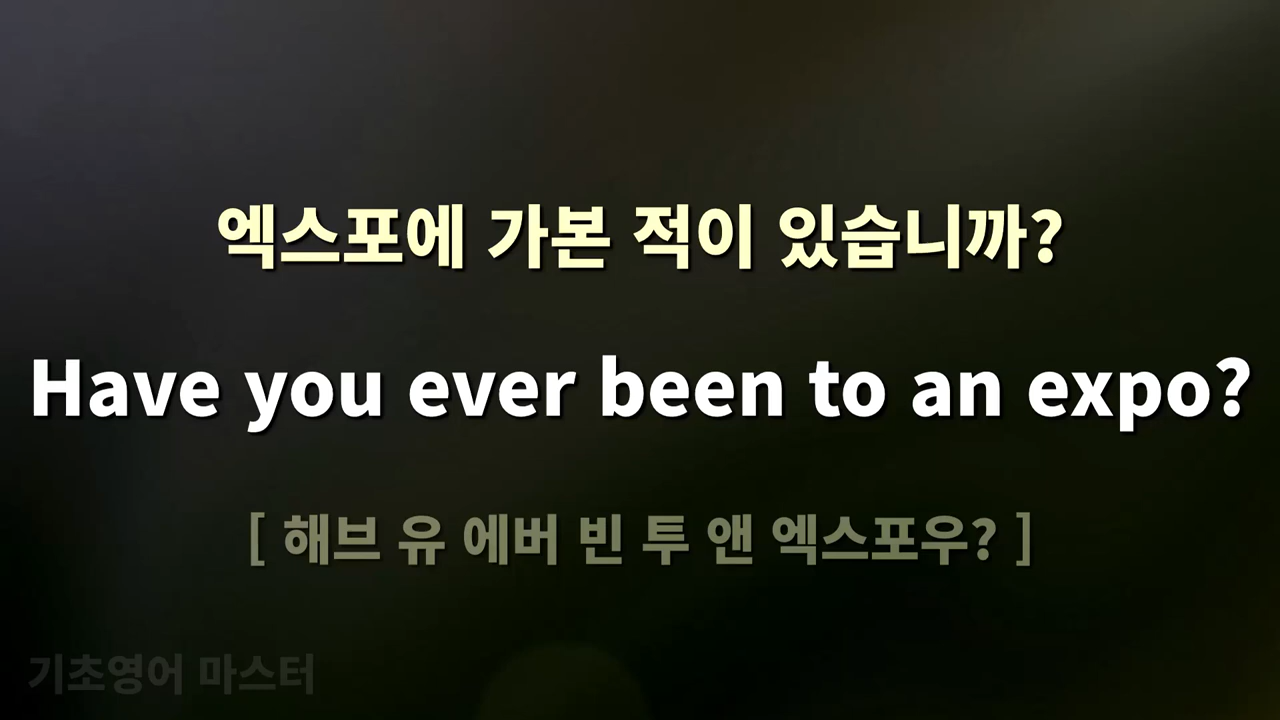 엑스포에 가본 적이 있습니까?
Have you ever been to an expo?
[ 해브 유 에버 빈 투 앤 엑스포우? ]
기초영어 마스터